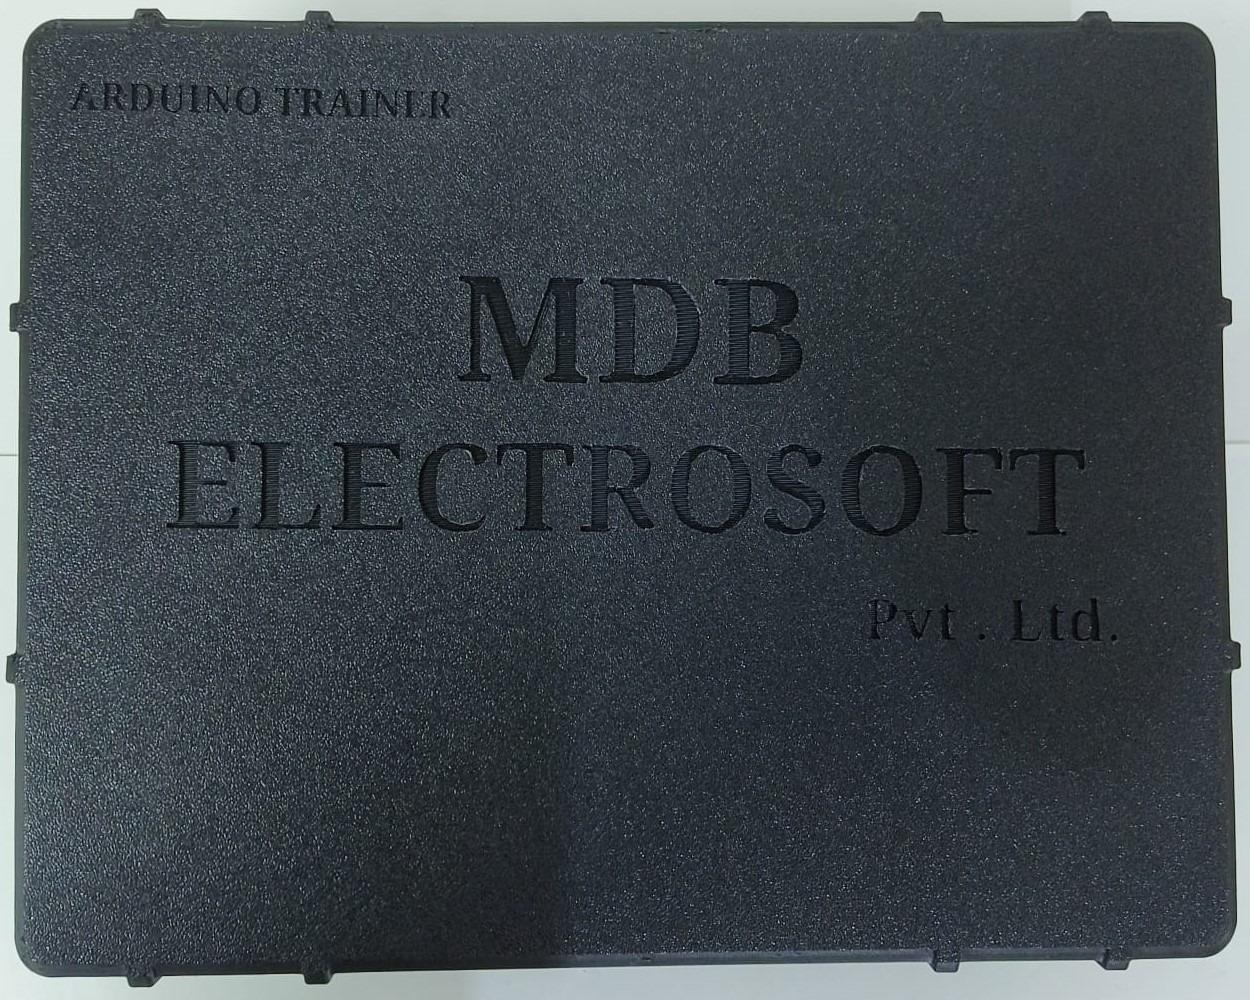 ARDUINO TRAINER
MDB
ELECTROSOFT
Pvt . Ltd.